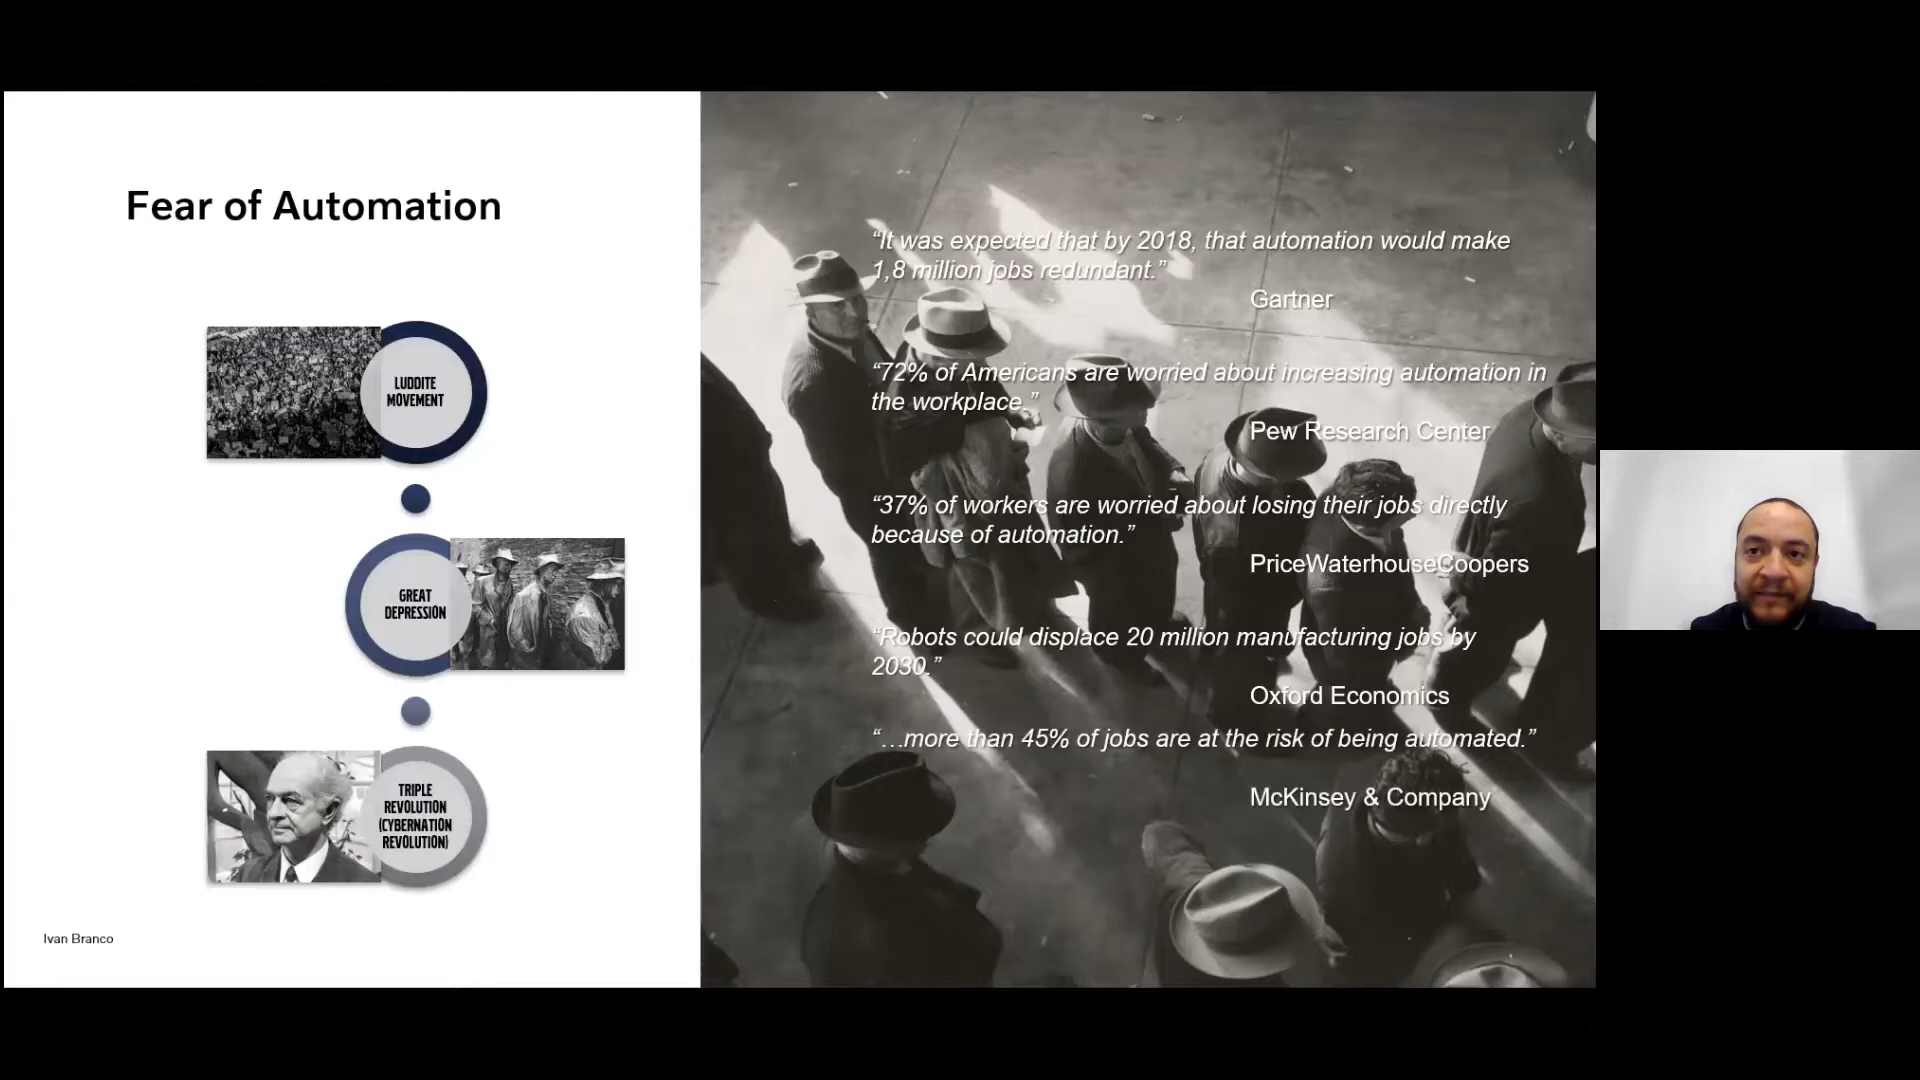 Fear of Automation
LUDDITE
MOVEMENT
GREAT
DEPRESSION
TRIPLE
REVOLUTION
(CYBERNATION
REVOLUTION)
Ivan Branco
“It was expected that by 2018, that automation would make
1,8 million jobs redundant.”
Gartner
“72% of Americans are worried about increasing automation in
the workplace.”
Pew Research Center
“37% of workers are worried about losing their jobs directly
because of automation.”
PriceWaterhouseCoopers
“Robots could displace 20 million manufacturing jobs by
2030.”
Oxford Economics
“…more than 45% of jobs are at the risk of being automated.”
McKinsey & Company